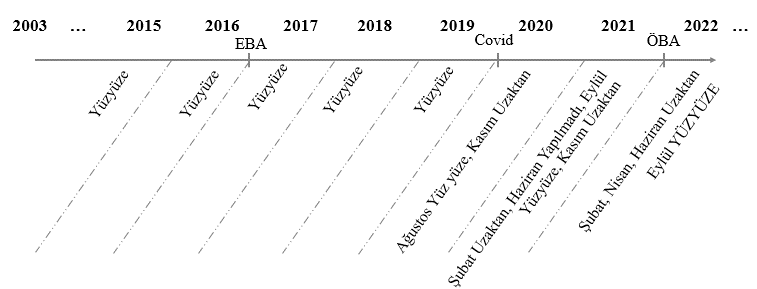 2003 ... 2015 2016 2017 2018 2019 2020 2021 2022 ...
EBA Covid ÖBA
Yüzyüze
Yüzyüze
Yüzyüze
Yüzyüze
Yüzyüze
Ağustos Yüz yüze, Kasım Uzaktan
Şubat Uzaktan, Haziran Yapılmadı, Eylül
Yüzyüze, Kasım Uzaktan
Şubat, Nisan, Haziran Uzaktan
Eylül YÜZYÜZE